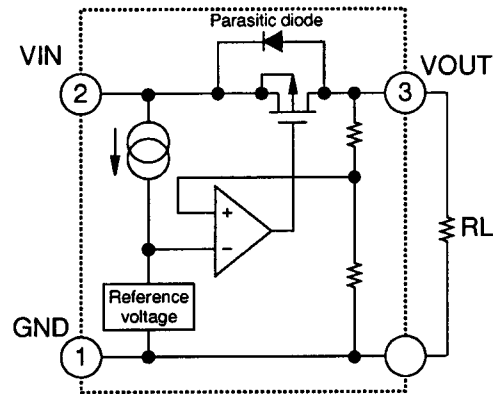 Parasitic diode
VIN
VOUT
2
3
+
−
RL
Reference
voltage
GND
1